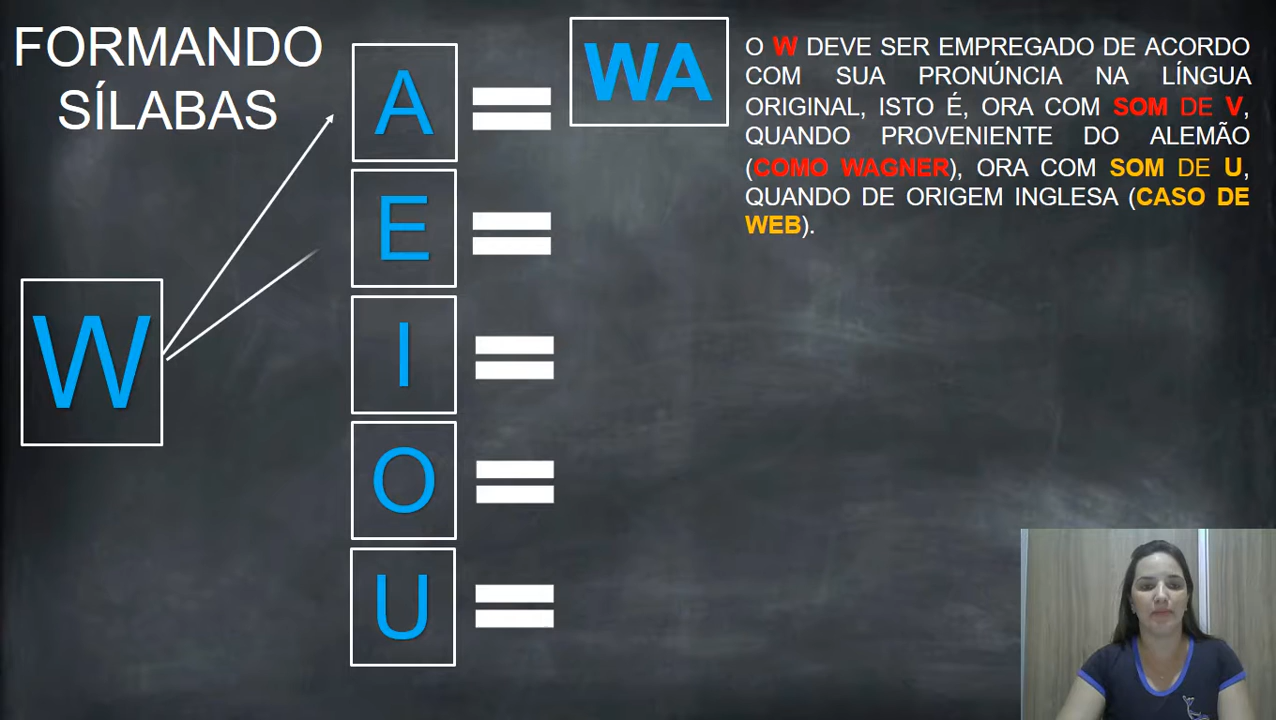 FORMANDO
SÍLABAS
W
A
E
I
O
U
=
=
=
=
=
WA
O W DEVE SER EMPREGADO DE ACORDO
COM SUA PRONÚNCIA NA LÍNGUA
ORIGINAL, ISTO É, ORA COM SOM DE V,
QUANDO PROVENIENTE DO ALEMÃO
(COMO WAGNER), ORA COM SOM DE U,
QUANDO DE ORIGEM INGLESA (CASO DE
WEB).